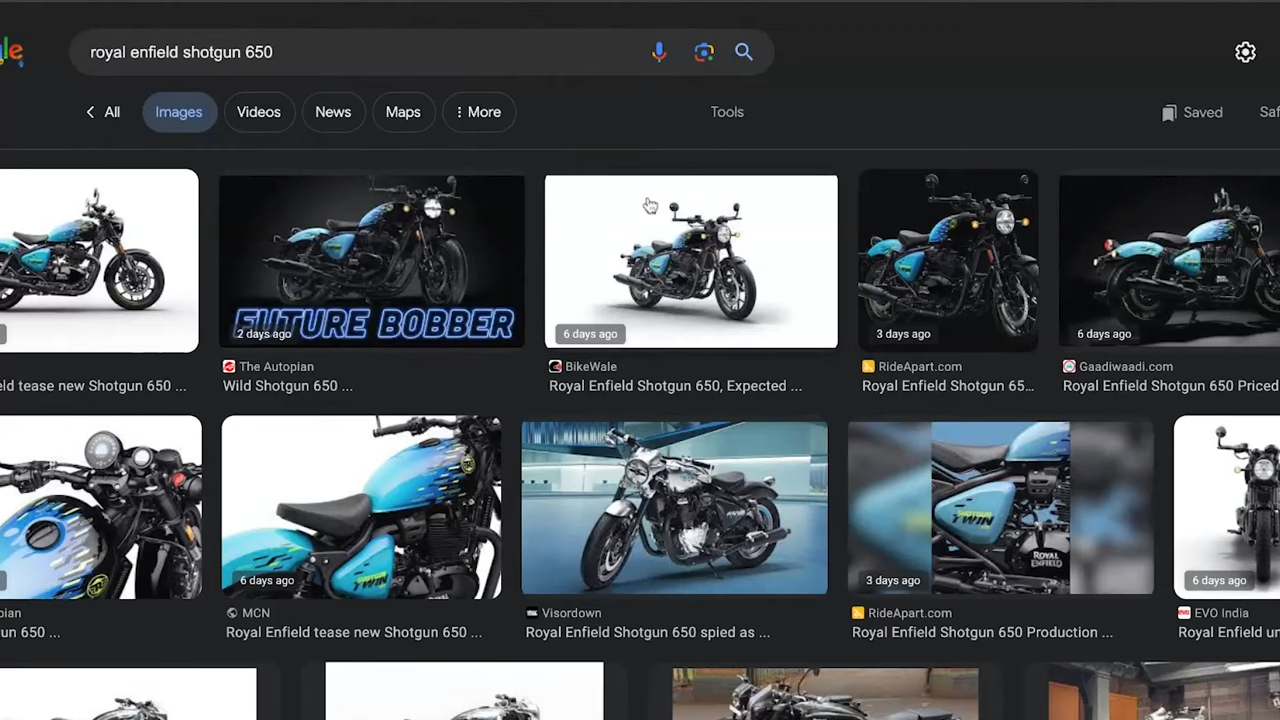 le
royal enfield shotgun 650
All
Images
Videos
News
Maps
More
Tools
Saved
Saf
FUTURE BOBBER
2 days ago
6 days ago
3 days ago
6 days ago
The Autopian
BikeWale
RideApart.com
Gaadiwaadi.com
eld tease new Shotgun 650 ...
Wild Shotgun 650 ...
Royal Enfield Shotgun 650, Expected ...
Royal Enfield Shotgun 65...
Royal Enfield Shotgun 650 Priced
SHOTGUN
TWIN
ROYAL
ENFIELD
6 days ago
3 days ago
6 days ago
pian
MCN
Visordown
RideApart.com
EVO India
un 650 ...
Royal Enfield tease new Shotgun 650 ...
Royal Enfield Shotgun 650 spied as ...
Royal Enfield Shotgun 650 Production ...
Royal Enfield un